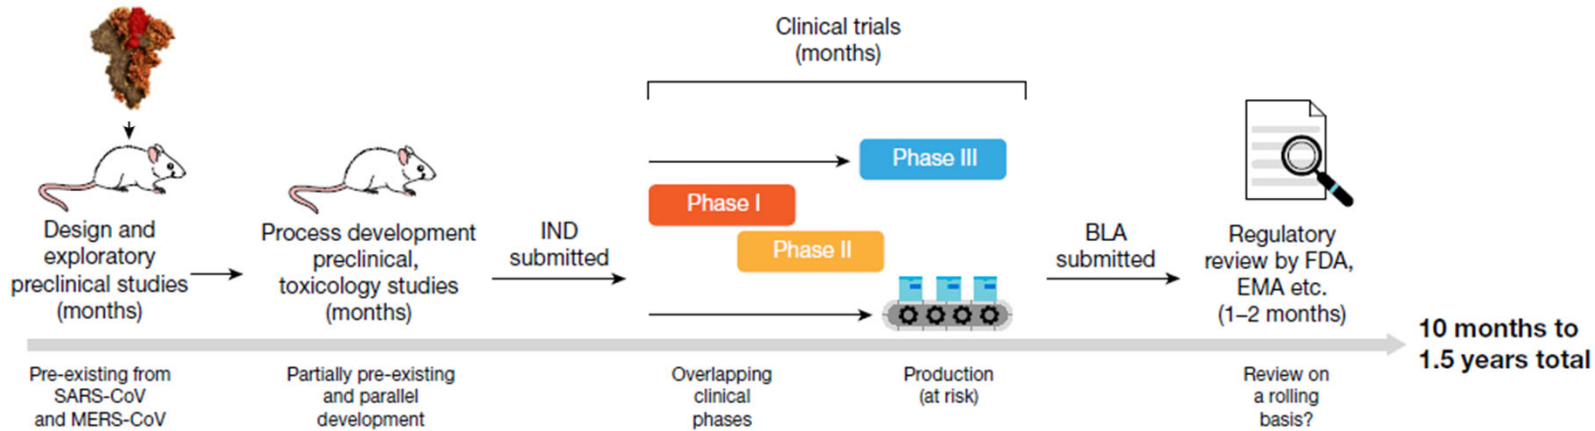 Clinical trials
(months)
Design and
exploratory
preclinical studies
(months)
Process development
preclinical,
toxicology studies
(months)
IND
submitted
Phase III
Phase I
Phase II
BLA
submitted
Regulatory
review by FDA,
EMA etc.
(1–2 months)
10 months to
1.5 years total
Pre-existing from
SARS-CoV
and MERS-CoV
Partially pre-existing
and parallel
development
Overlapping
clinical
phases
Production
(at risk)
Review on
a rolling
basis?